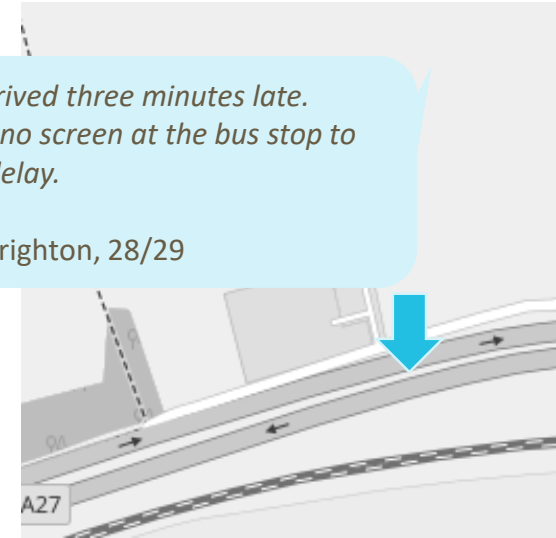 rived three minutes late.
no screen at the bus stop to
delay.
righton, 28/29
A27